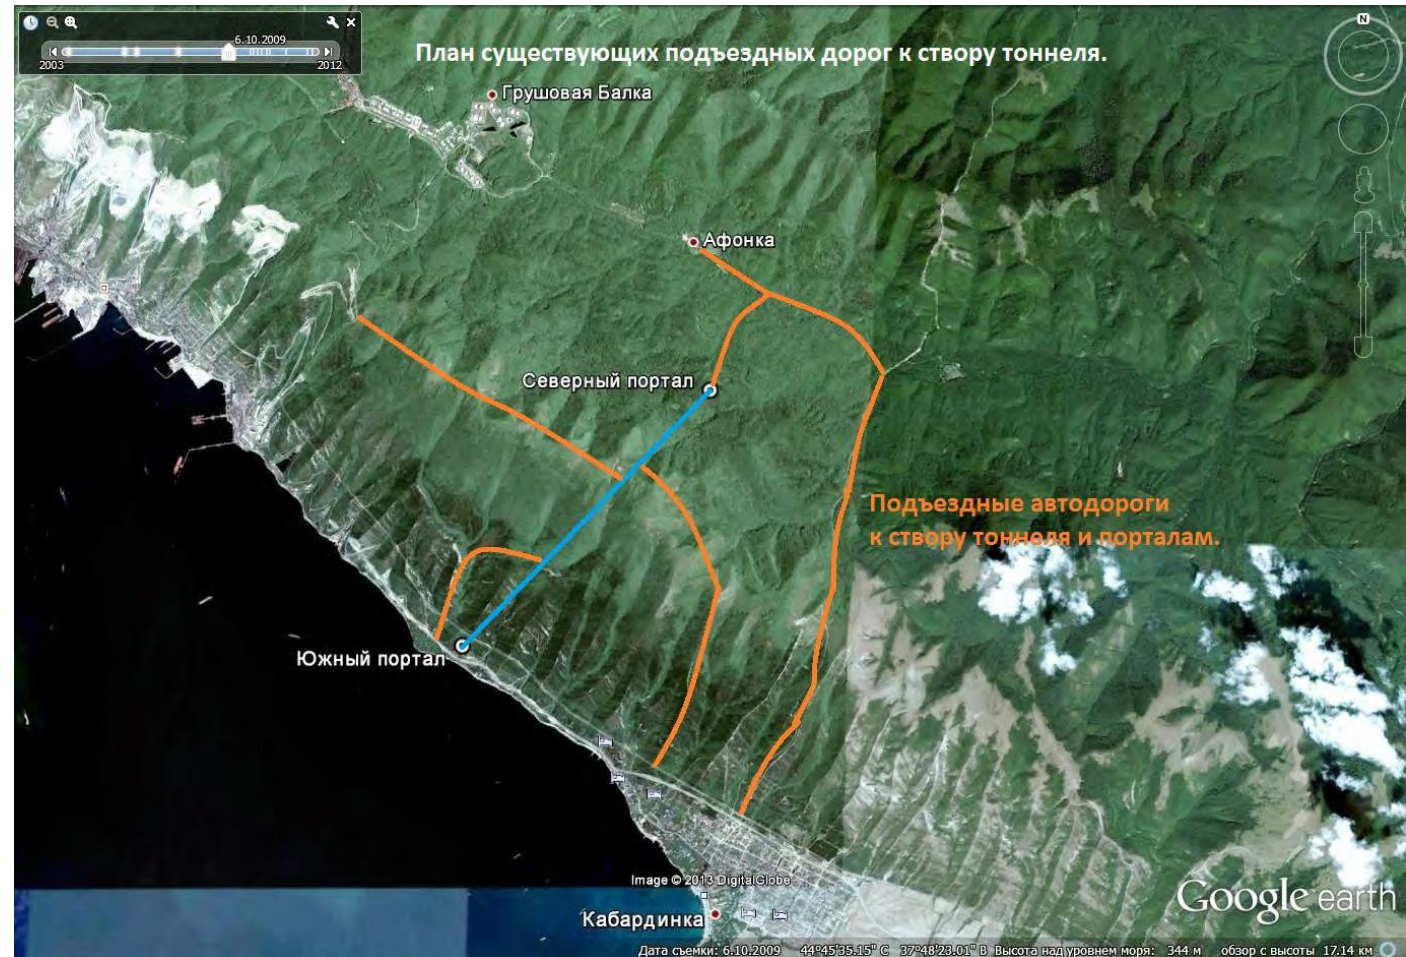 6.10.2009
2003
2012
План существующих подъездных дорог к створу тоннеля.
N
Грушовая Балка
Афонка
Северный портал
Подъездные автодороги
к створу тоннеля и порталам.
Южный портал
Image © 2013 DigitalGlobe
Google earth
Кабардинка
Дата съемки: 6.10.2009 44°45'35.15" С 37°48'23.01" В Высота над уровнем моря: 344 м обзор с высоты 17.14 км